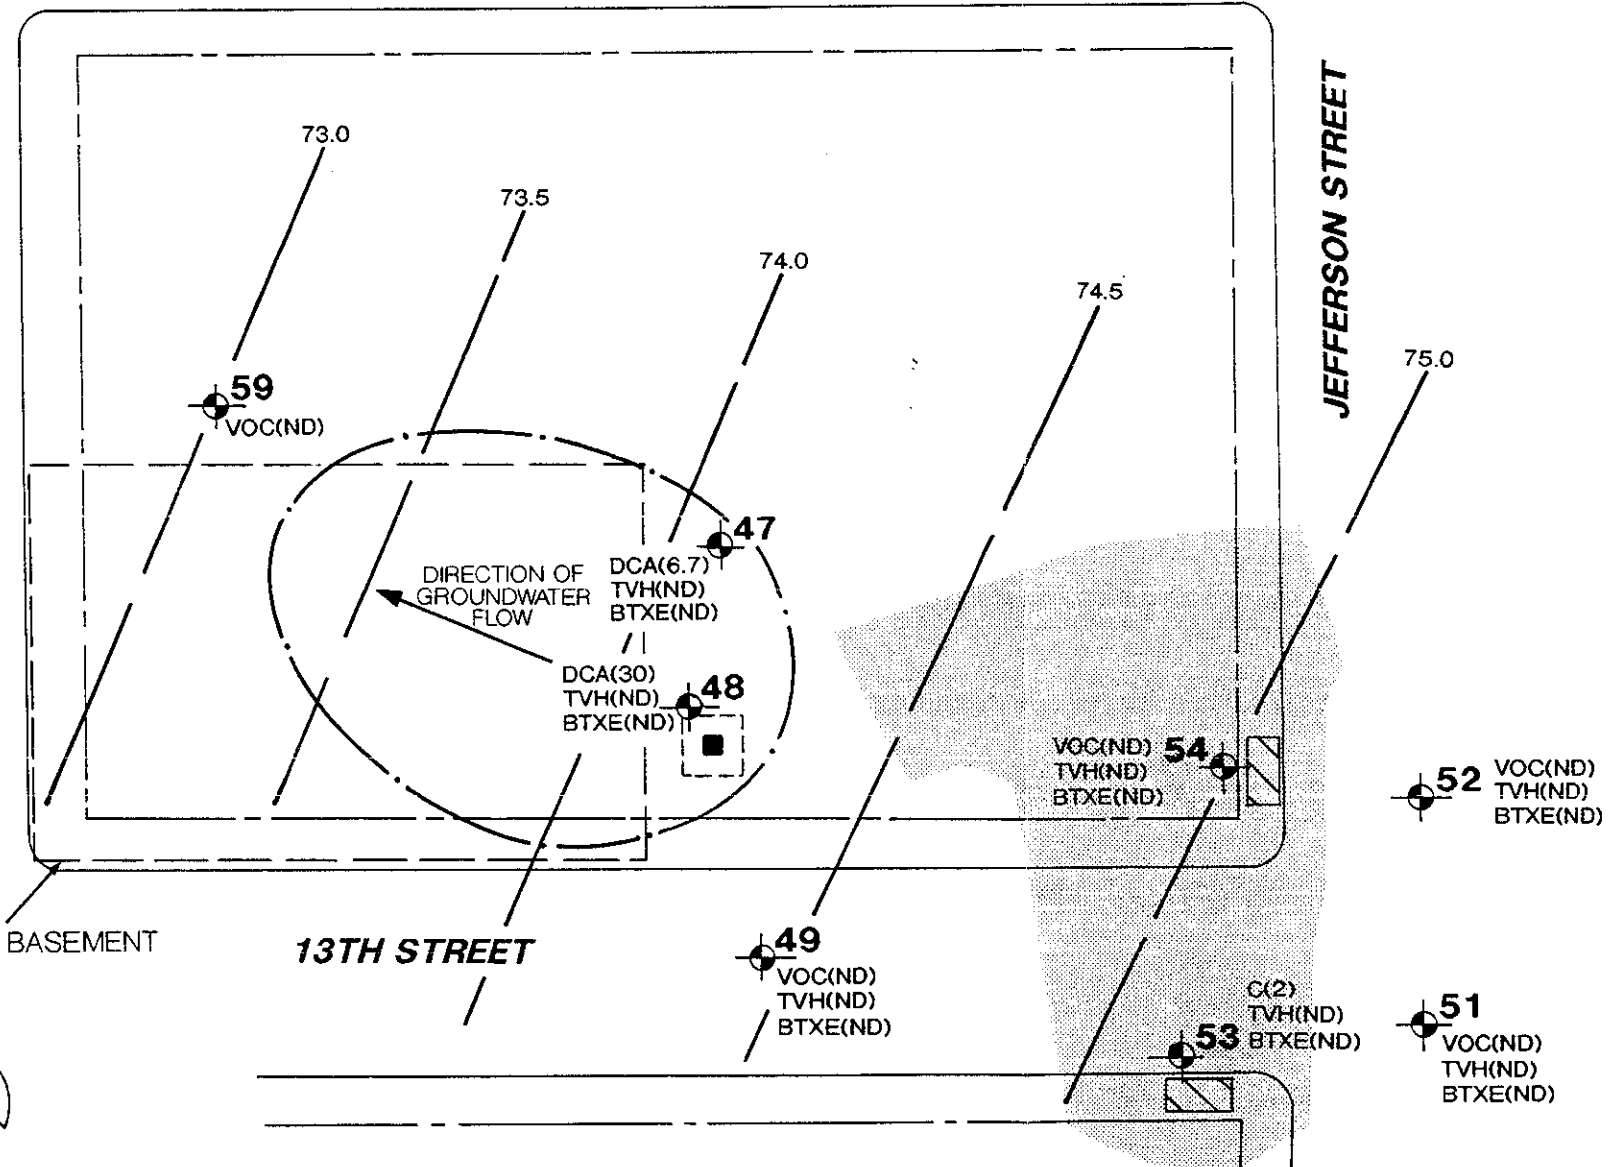 73.0
73.5
74.0
74.5
75.0
JEFFERSON STREET
59
VOC(ND)
47
DCA(6.7)
TVH(ND)
BTXE(ND)
DIRECTION OF
GROUNDWATER
FLOW
DCA(30)
TVH(ND)
BTXE(ND)
48
VOC(ND)
TVH(ND)
BTXE(ND)
54
52
VOC(ND)
TVH(ND)
BTXE(ND)
BASEMENT
13TH STREET
49
VOC(ND)
TVH(ND)
BTXE(ND)
C(2)
TVH(ND)
BTXE(ND)
53
51
VOC(ND)
TVH(ND)
BTXE(ND)